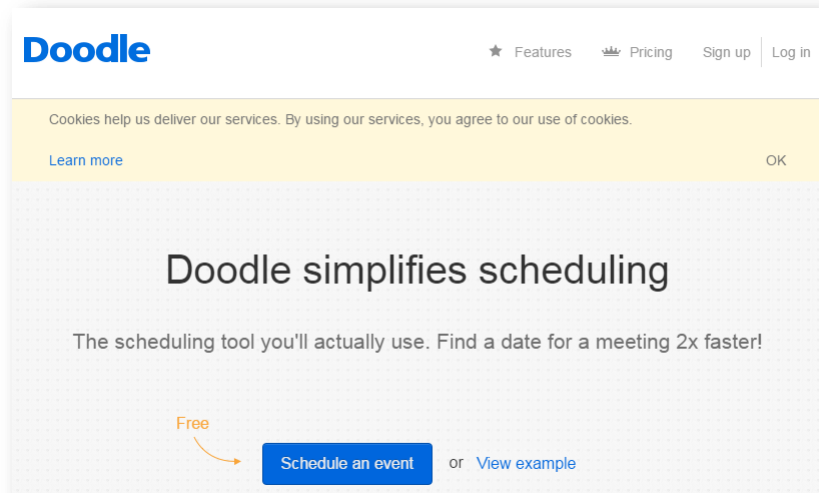 Doodle
Features Pricing Sign up Log in
Cookies help us deliver our services. By using our services, you agree to our use of cookies.
Learn more OK
Doodle simplifies scheduling
The scheduling tool you'll actually use. Find a date for a meeting 2x faster!
Free
Schedule an event or View example